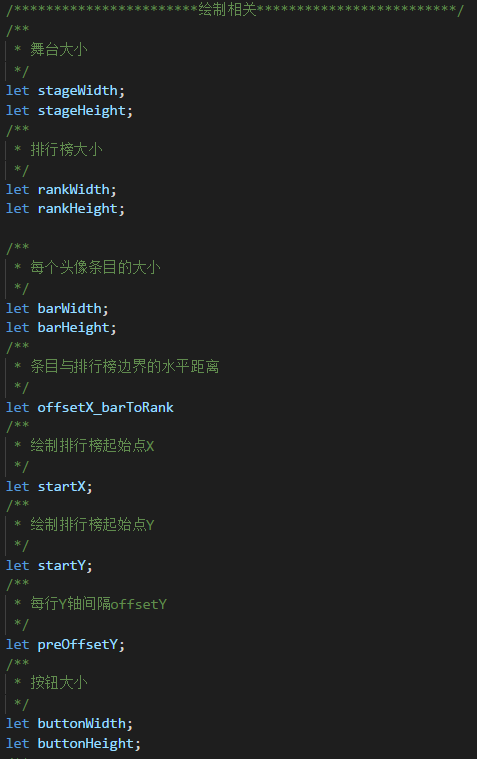 /***********************绘制相关*************************/
/**
 * 舞台大小
 */
let stageWidth;
let stageHeight;
/**
 * 排行榜大小
 */
let rankWidth;
let rankHeight;
/**
 * 每个头像条目的大小
 */
let barWidth;
let barHeight;
/**
 * 条目与排行榜边界的水平距离
 */
let offsetX_barToRank
/**
 * 绘制排行榜起始点X
 */
let startX;
/**
 * 绘制排行榜起始点Y
 */
let startY;
/**
 * 每行Y轴间隔offsetY
 */
let preOffsetY;
/**
 * 按钮大小
 */
let buttonWidth;
let buttonHeight;